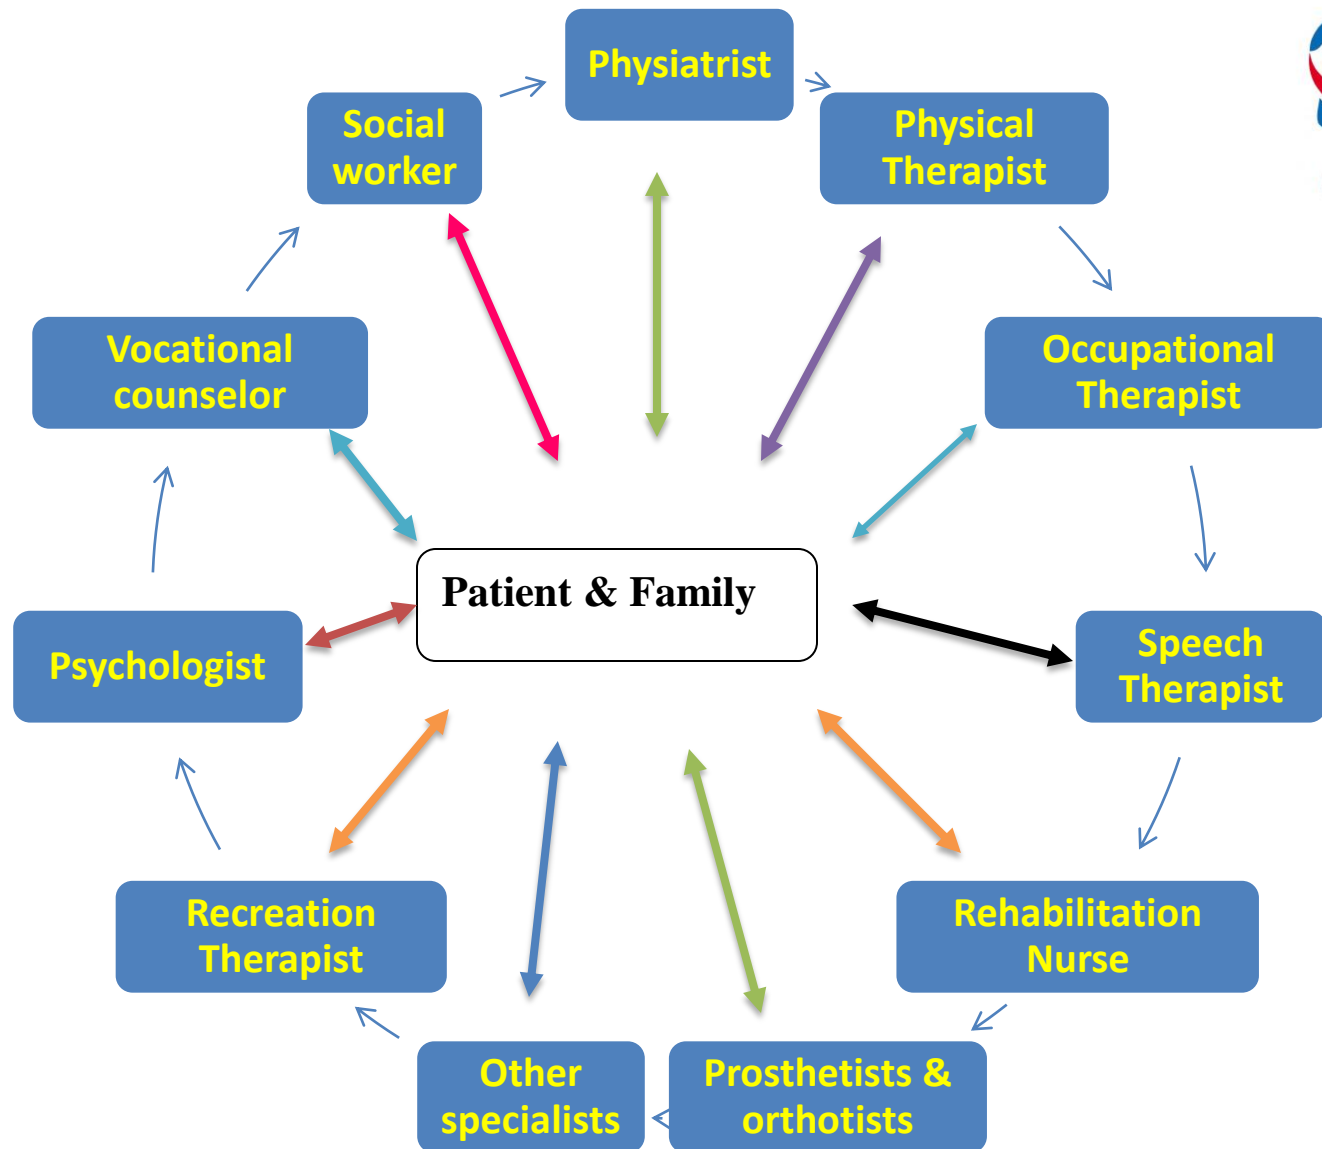 Physiatrist
Physical
Therapist
Occupational
Therapist
Speech
Therapist
Rehabilitation
Nurse
Prosthetists &
orthotists
Other
specialists
Recreation
Therapist
Psychologist
Vocational
counselor
Social
worker
Patient & Family